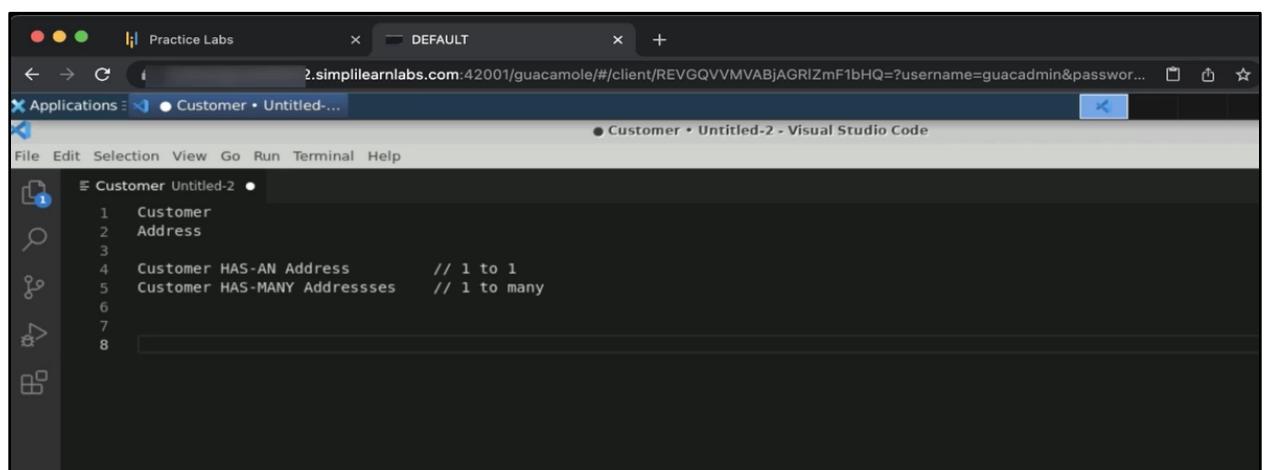 Practice Labs × DEFAULT × +
2.simplilearnlabs.com:42001/guacamole/#/client/REVGQVVMVABjAGRlZmF1bHQ=?username=guacadmin&passwor...
Applications Customer • Untitled-...
Customer • Untitled-2 - Visual Studio Code
File Edit Selection View Go Run Terminal Help
Customer Untitled-2
1 Customer
2 Address
3
4 Customer HAS-AN Address // 1 to 1
5 Customer HAS-MANY Addressses // 1 to many
6
7
8
1